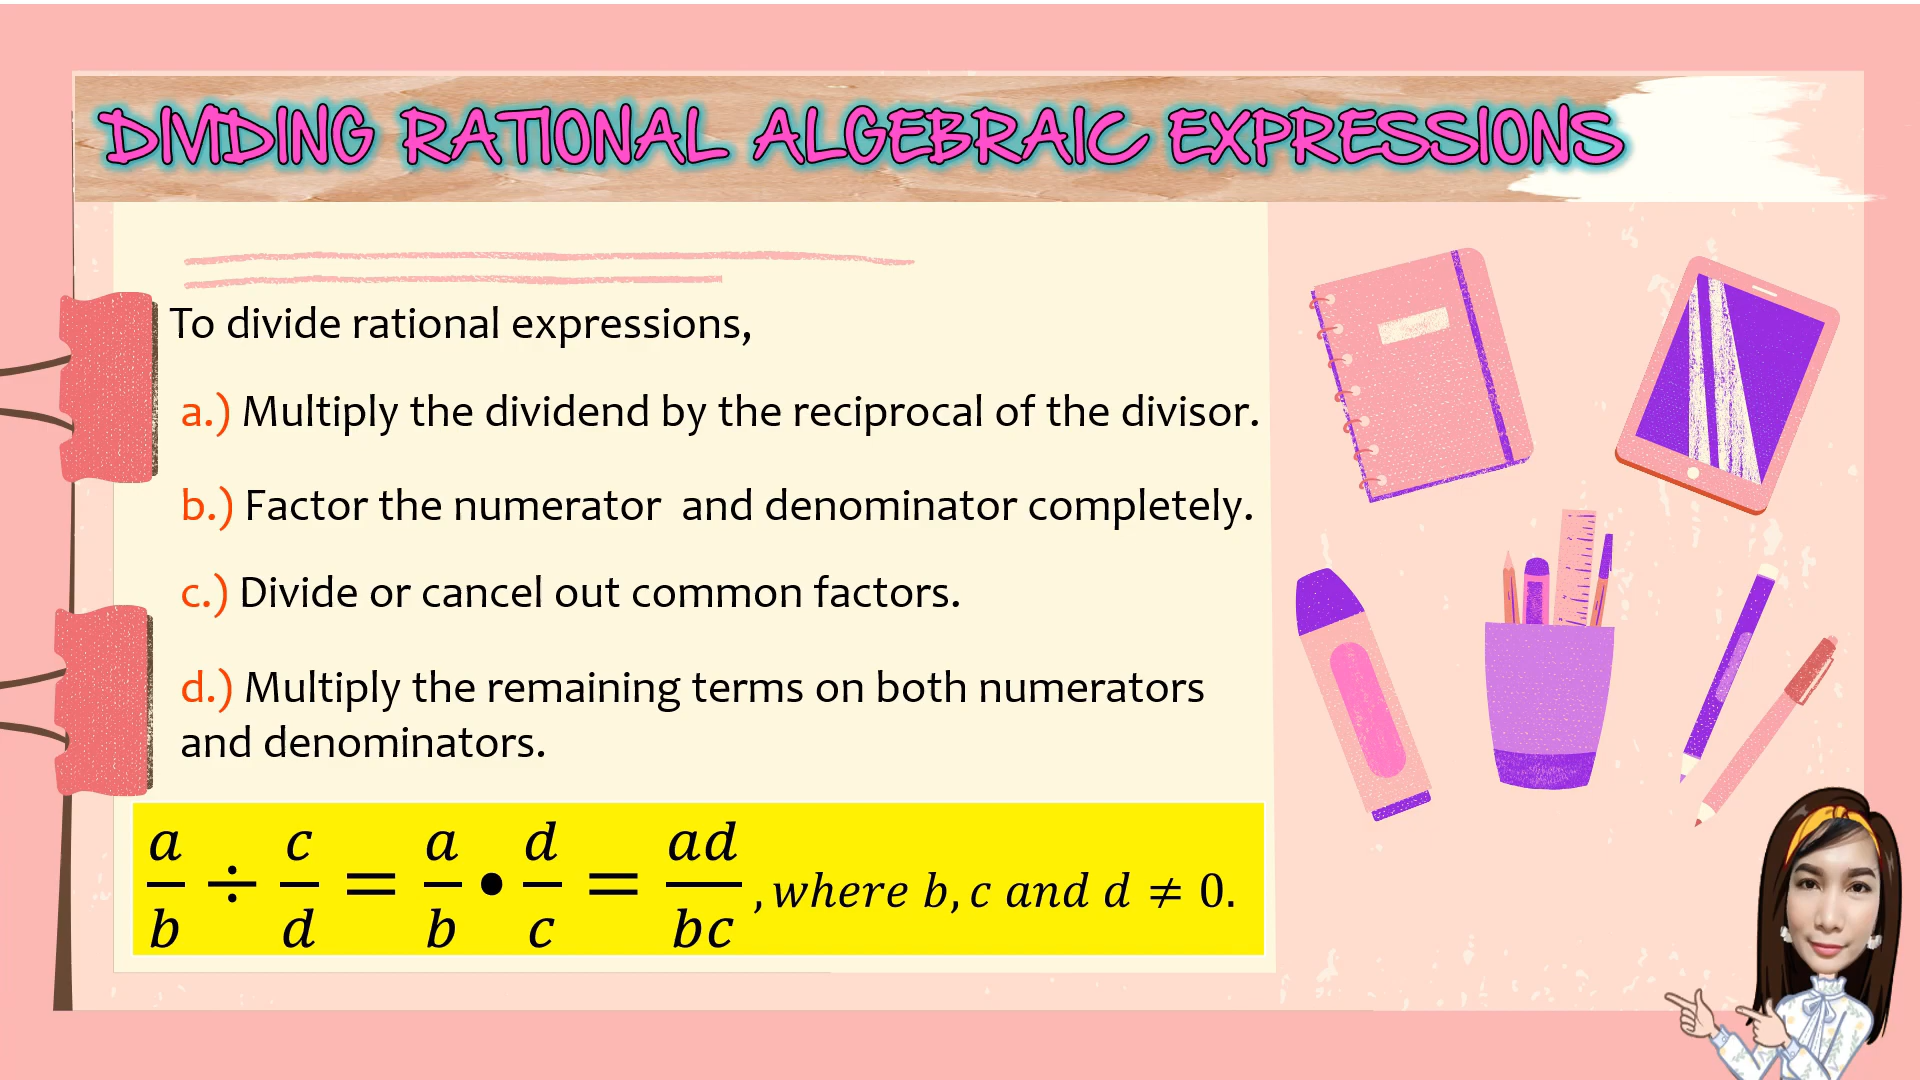 DIVIDING RATIONAL ALGEBRAIC EXPRESSIONS
To divide rational expressions,
a.) Multiply the dividend by the reciprocal of the divisor.
b.) Factor the numerator  and denominator completely.
c.) Divide or cancel out common factors.
d.) Multiply the remaining terms on both numerators
and denominators.
a/b ÷ c/d = a/b • d/c = ad/bc , where b, c and d ≠ 0.